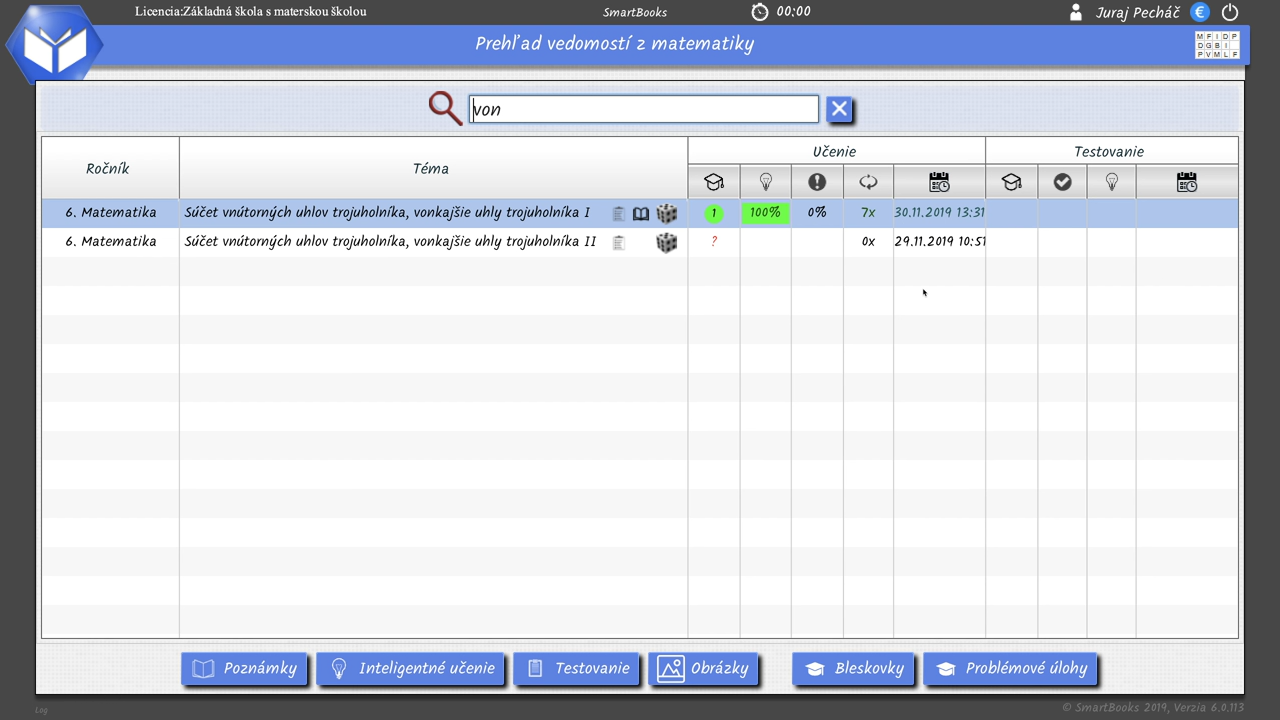 Licencia:Základná škola s materskou školou
SmartBooks
00:00
Juraj Pecháč
€
Prehľad vedomostí z matematiky
M F I D P
D G B I
P V M L F
von
Ročník
Téma
Učenie
Testovanie
6. Matematika Súčet vnútorných uhlov trojuholníka, vonkajšie uhly trojuholníka I 1 100% 0% 7x 30.11.2019 13:31
6. Matematika Súčet vnútorných uhlov trojuholníka, vonkajšie uhly trojuholníka II ? 0x 29.11.2019 10:51
Poznámky Inteligentné učenie Testovanie Obrázky Bleskovky Problémové úlohy
Log
© SmartBooks 2019, Verzia 6.0.113